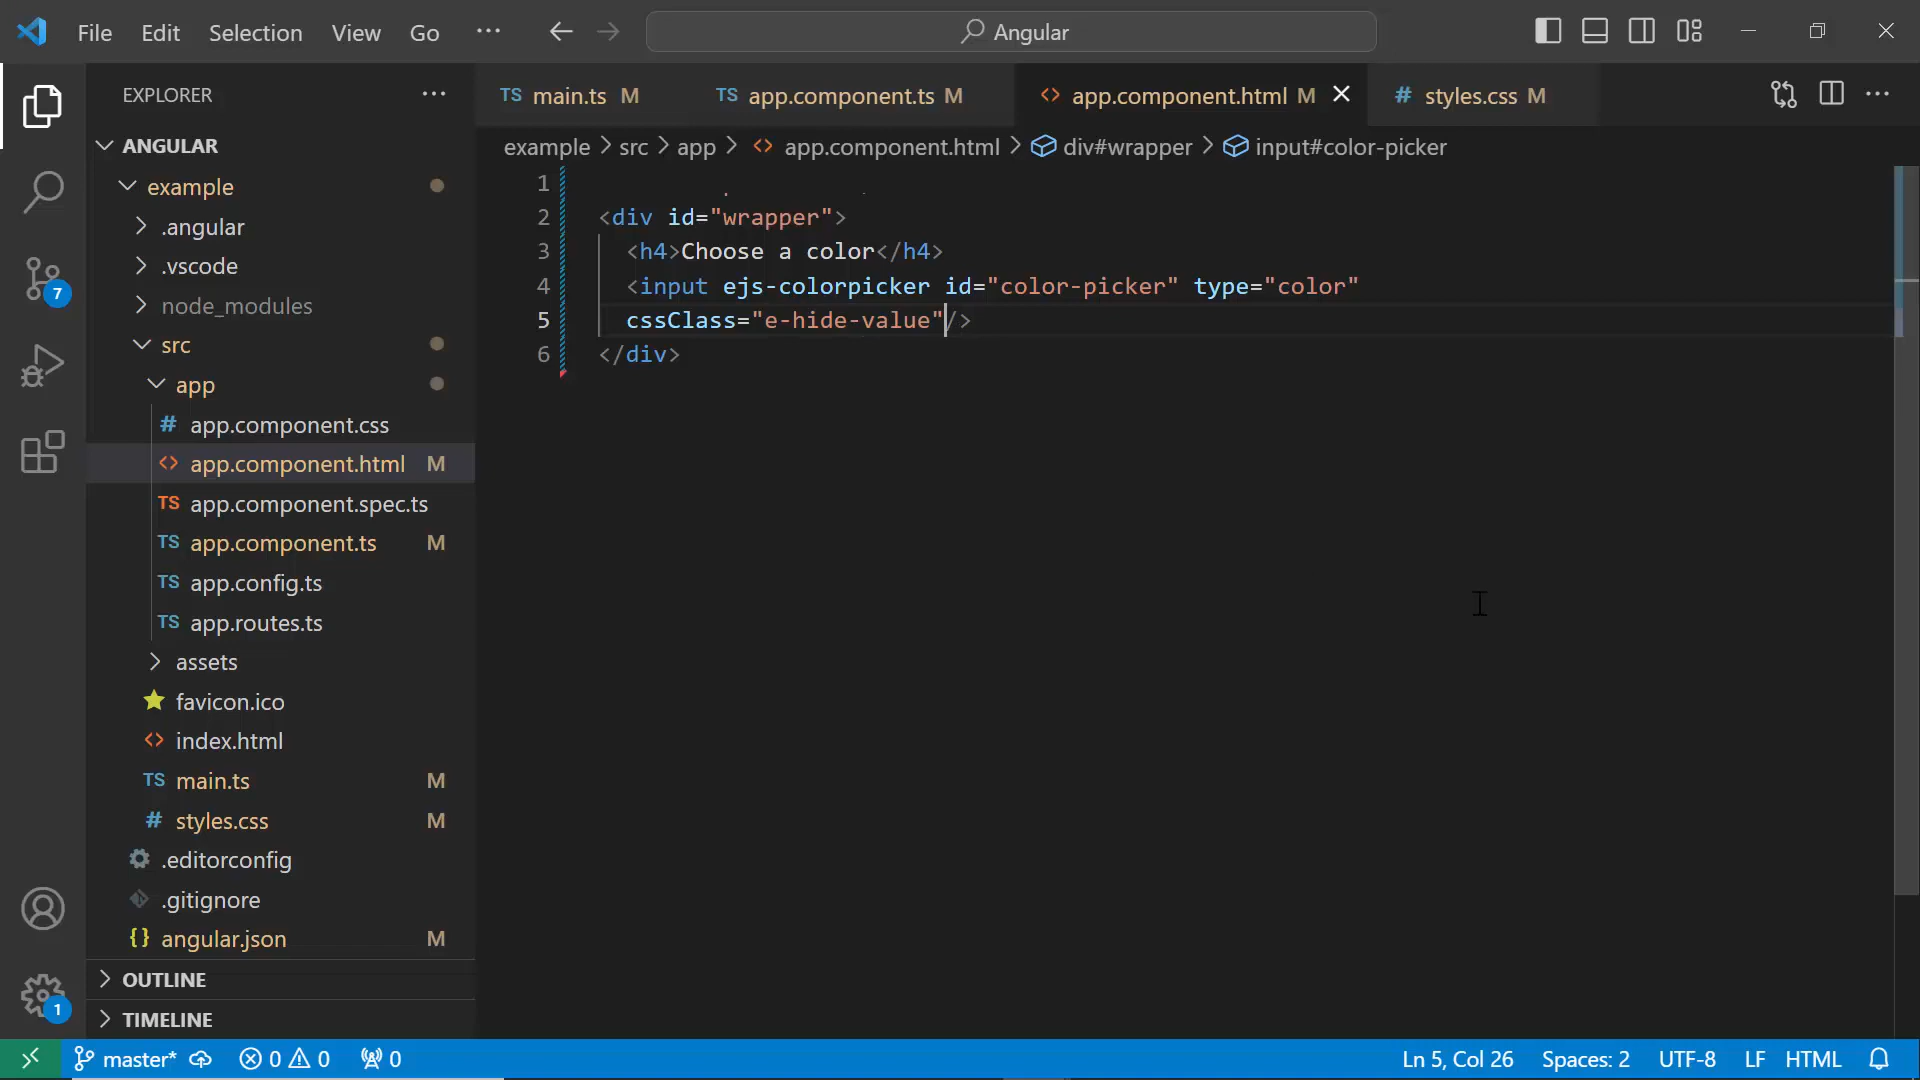 File Edit Selection View Go ··· Angular
EXPLORER ···
TS main.ts M TS app.component.ts M <> app.component.html M # styles.css M ···
example > src > app > <> app.component.html > div#wrapper > input#color-picker
ANGULAR
example
.angular
.vscode
node_modules
src
app
# app.component.css
<> app.component.html M
TS app.component.spec.ts
TS app.component.ts M
TS app.config.ts
TS app.routes.ts
assets
favicon.ico
<> index.html
TS main.ts M
# styles.css M
.editorconfig
.gitignore
{} angular.json M
OUTLINE
TIMELINE
7
1
1
2 <div id="wrapper">
3 <h4>Choose a color</h4>
4 <input ejs-colorpicker id="color-picker" type="color"
5 cssClass="e-hide-value"/>
6 </div>
master* 0 0 0 Ln 5, Col 26 Spaces: 2 UTF-8 LF HTML